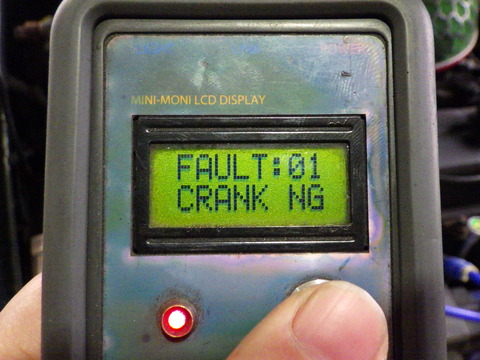 MINI-MONI LCD DISPLAY
FAULT:01
CRANK NG